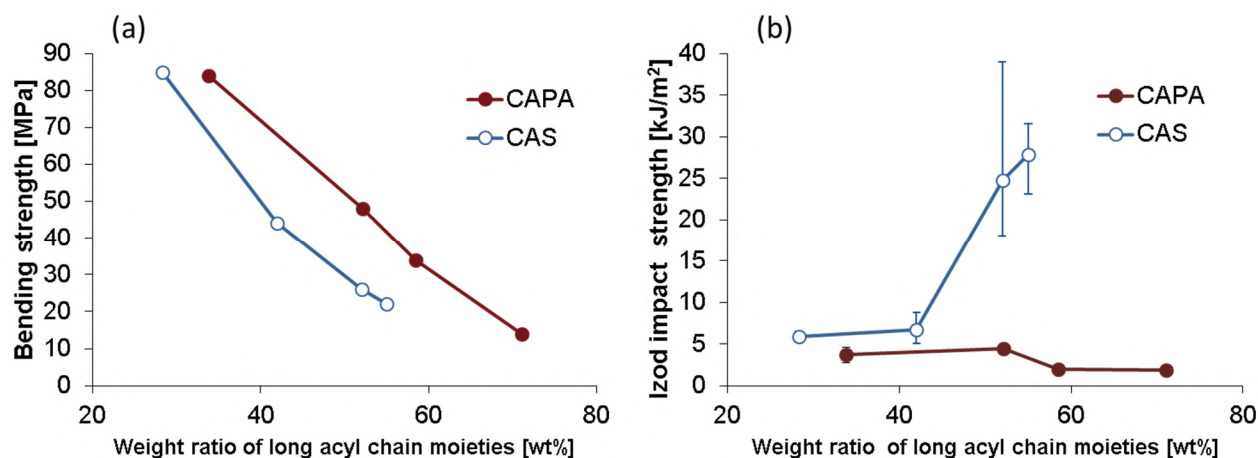 (a)
Bending strength [MPa]
90
80
70
60
50
40
30
20
10
0
20 40 60 80
Weight ratio of long acyl chain moieties [wt%]
CAPA
CAS
(b)
Izod impact strength [kJ/m²]
40
35
30
25
20
15
10
5
0
20 40 60 80
Weight ratio of long acyl chain moieties [wt%]
CAPA
CAS